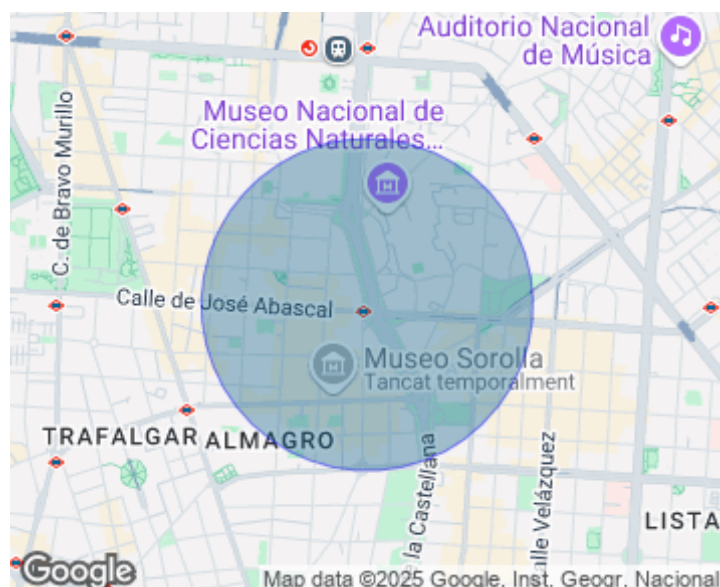 Auditorio Nacional
de Música
Museo Nacional de
Ciencias Naturales...
C. de Bravo Murillo
Calle de José Abascal
Museo Sorolla
Tancat temporalment
TRAFALGAR
ALMAGRO
e la Castellana
alle Velázquez
LISTA
Google
Map data ©2025 Google, Inst. Geogr. Nacional